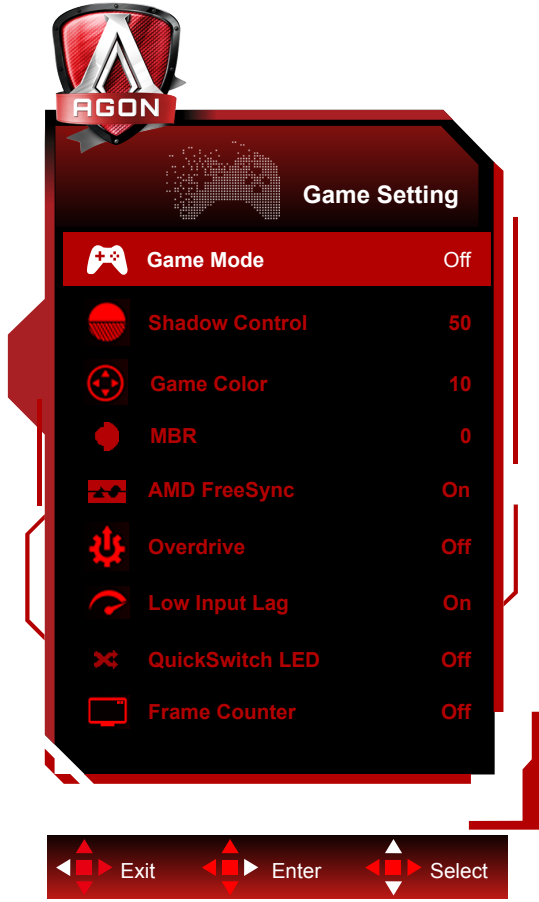 AGON
Game Setting
Game Mode Off
Shadow Control 50
Game Color 10
MBR 0
AMD FreeSync On
Overdrive Off
Low Input Lag On
QuickSwitch LED Off
Frame Counter Off
Exit Enter Select